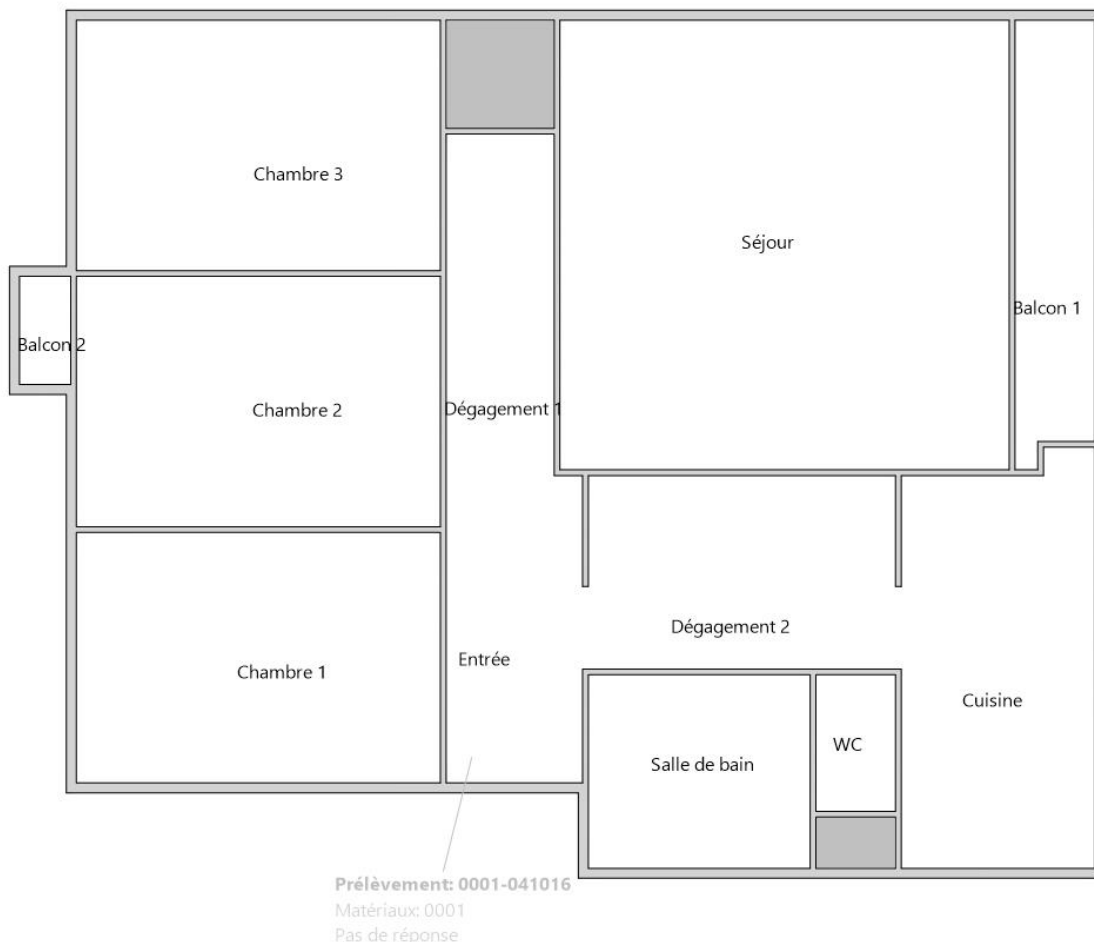 Chambre 3
Séjour
Balcon 1
Balcon 2
Chambre 2
Dégagement 1
Dégagement 2
Entrée
Chambre 1
Cuisine
WC
Salle de bain
Prélèvement: 0001-041016
Matériaux: 0001
Pas de réponse